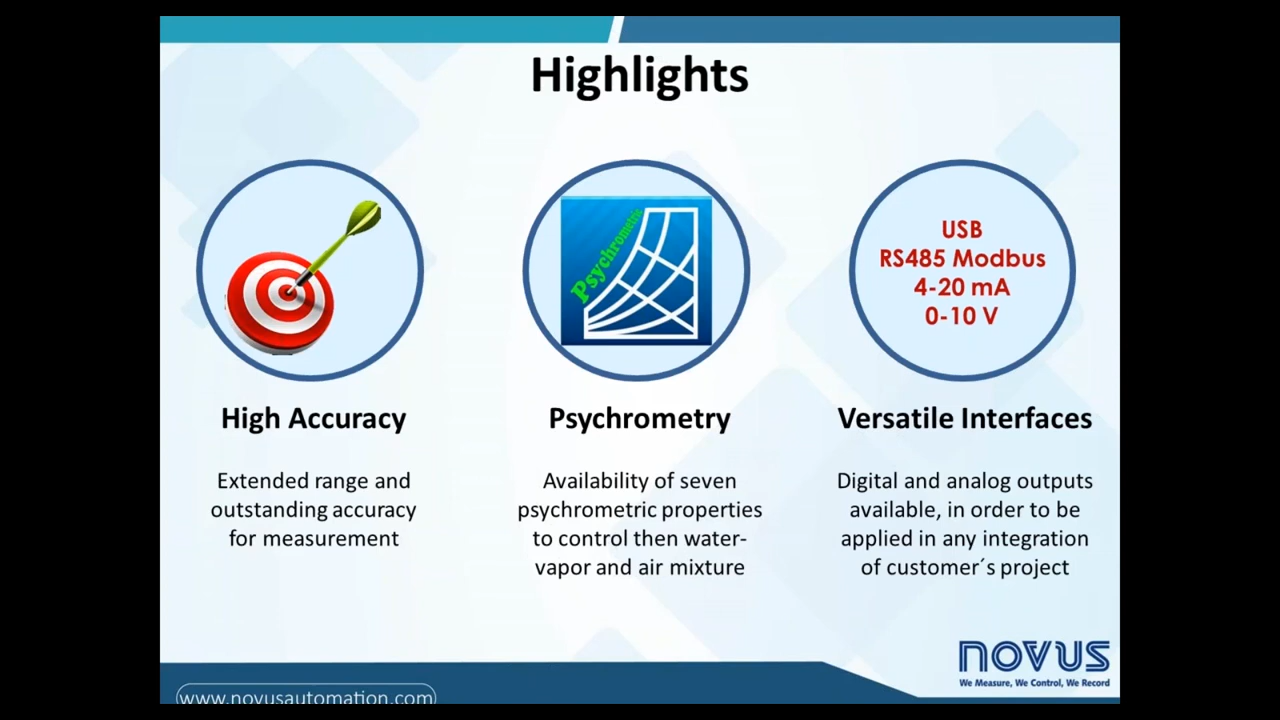 Highlights
Psychrometric
USB
RS485 Modbus
4-20 mA
0-10 V
High Accuracy
Psychrometry
Versatile Interfaces
Extended range and
outstanding accuracy
for measurement
Availability of seven
psychrometric properties
to control then water-
vapor and air mixture
Digital and analog outputs
available, in order to be
applied in any integration
of customer´s project
novus
We Measure, We Control, We Record
www.novusautomation.com